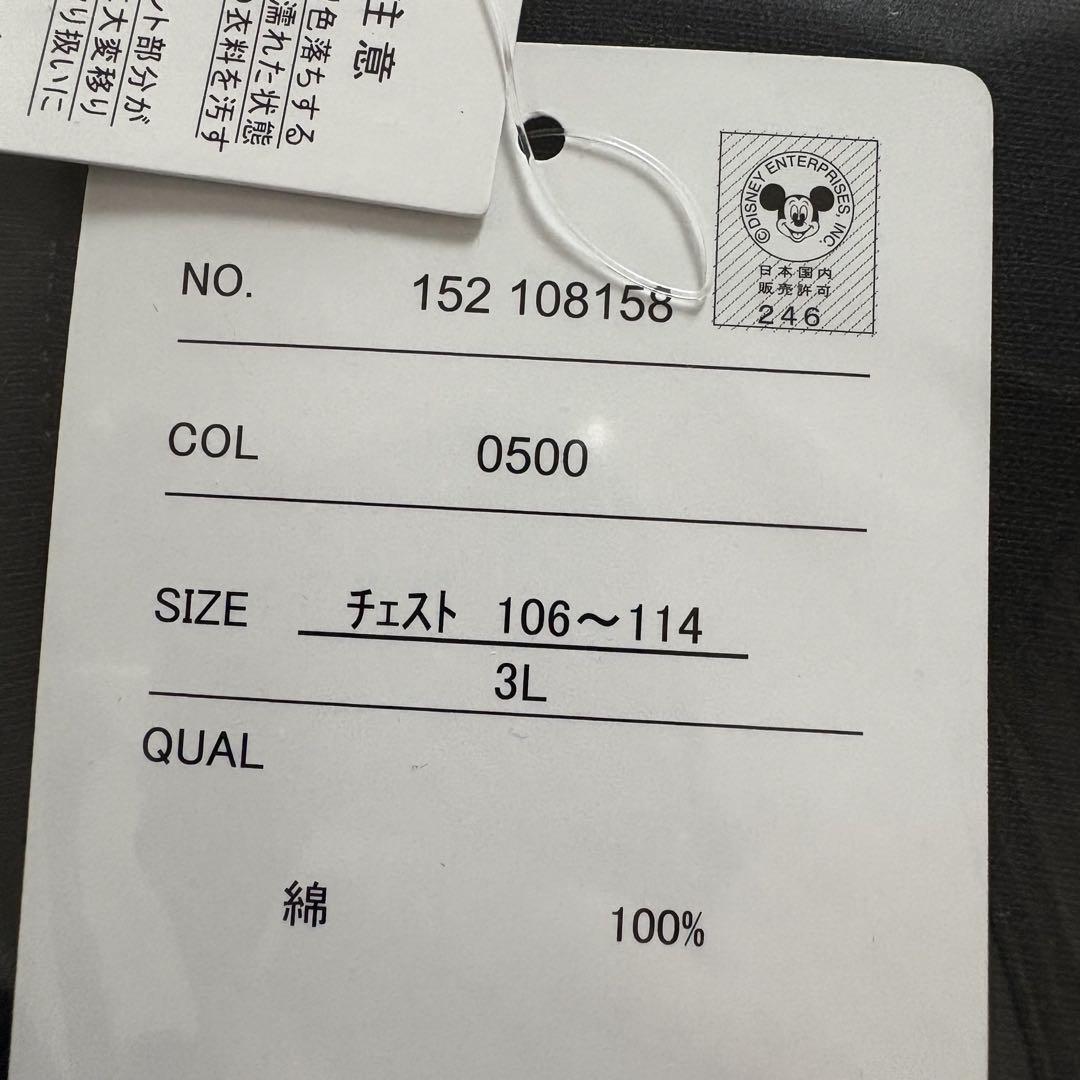 注意
色落ちする
濡れた状態
衣料を汚す
ト部分が
大変移り
り扱いに
©DISNEY ENTERPRISES, INC.
日本国内
販売許可
246
NO. 152 108158
COL 0500
SIZE チェスト 106～114
3L
QUAL
綿 100%